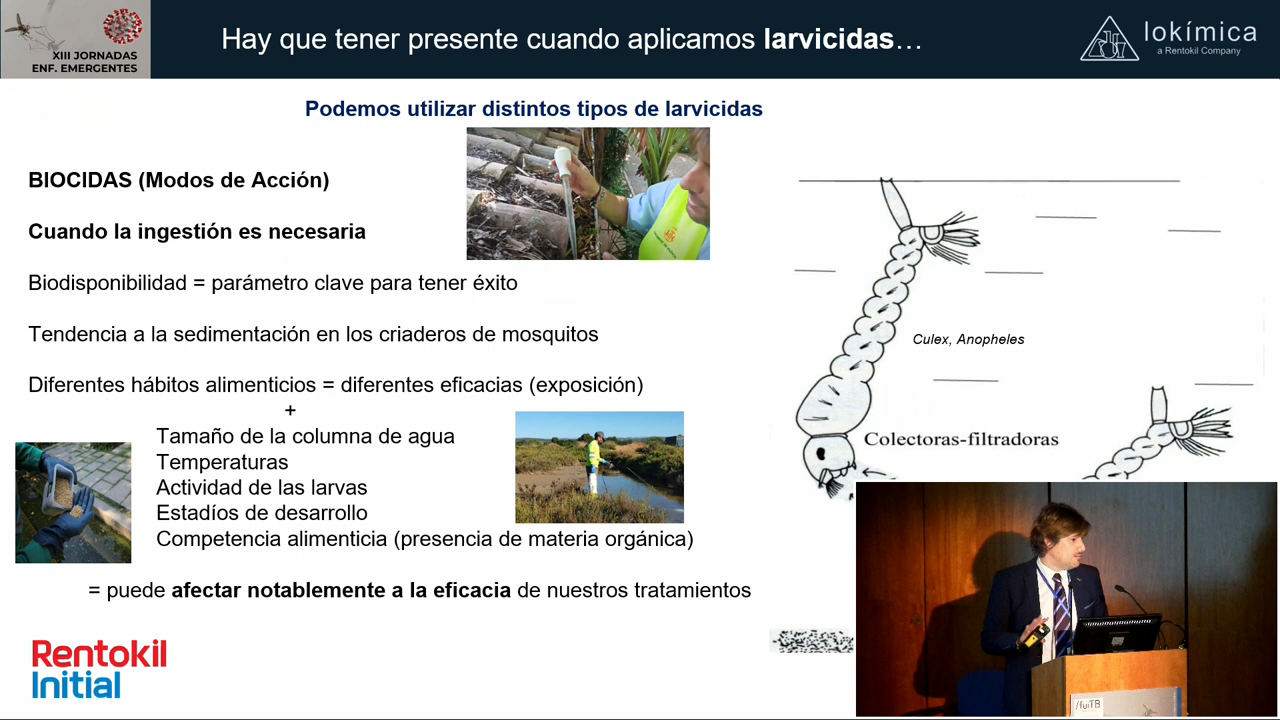 XIII JORNADAS
ENF. EMERGENTES
Hay que tener presente cuando aplicamos larvicidas…
lokímica
a Rentokil Company
Podemos utilizar distintos tipos de larvicidas
BIOCIDAS (Modos de Acción)
Cuando la ingestión es necesaria
Biodisponibilidad = parámetro clave para tener éxito
Tendencia a la sedimentación en los criaderos de mosquitos
Diferentes hábitos alimenticios = diferentes eficacias (exposición)
+
Tamaño de la columna de agua
Temperaturas
Actividad de las larvas
Estadíos de desarrollo
Competencia alimenticia (presencia de materia orgánica)
= puede afectar notablemente a la eficacia de nuestros tratamientos
Culex, Anopheles
Colectoras-filtradoras
Rentokil
Initial